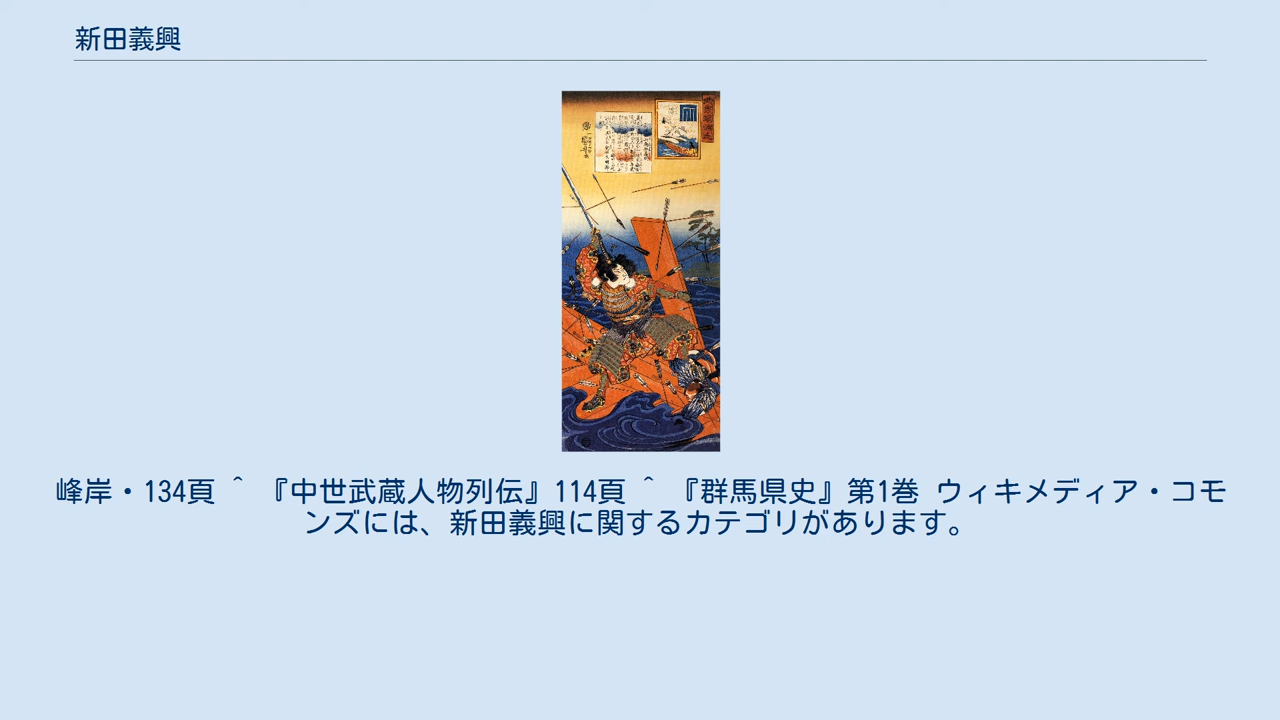 新田義興
峰岸・134頁 ^ 『中世武蔵人物列伝』114頁 ^ 『群馬県史』第1巻 ウィキメディア・コモ
ンズには、新田義興に関するカテゴリがあります。